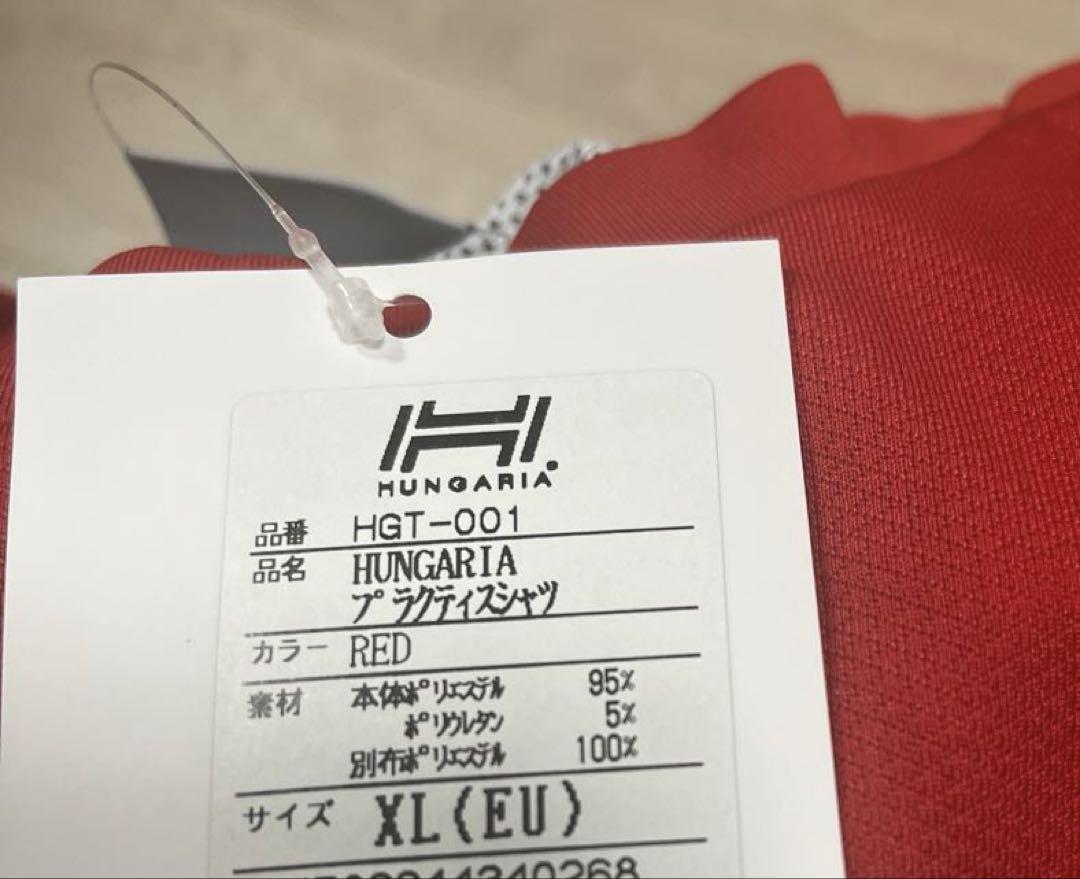 HUNGARIA
品番 HGT-001
品名 HUNGARIA
プラクティスシャツ
カラー RED
素材 本体ポリエステル 95%
ポリウレタン 5%
別布ポリエステル 100%
サイズ XL(EU)